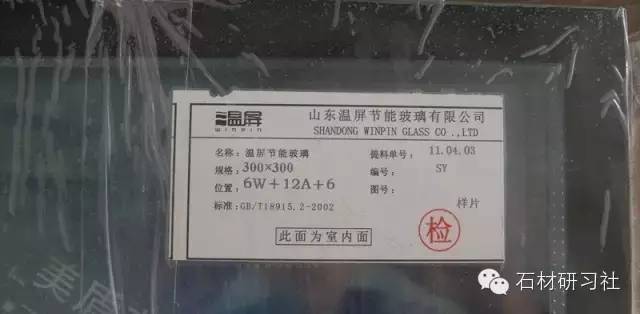 温屏
WINPIN
山东温屏节能玻璃有限公司
SHANDONG WINPIN GLASS CO .,LTD
名称: 温屏节能玻璃 提料单号: 11.04.03
规格: 300×300 编号: SY
位置: 6W+12A+6 图号:
标准:GB/T18915.2-2002 样片
此面为室内面
检
美盾
石材研习社